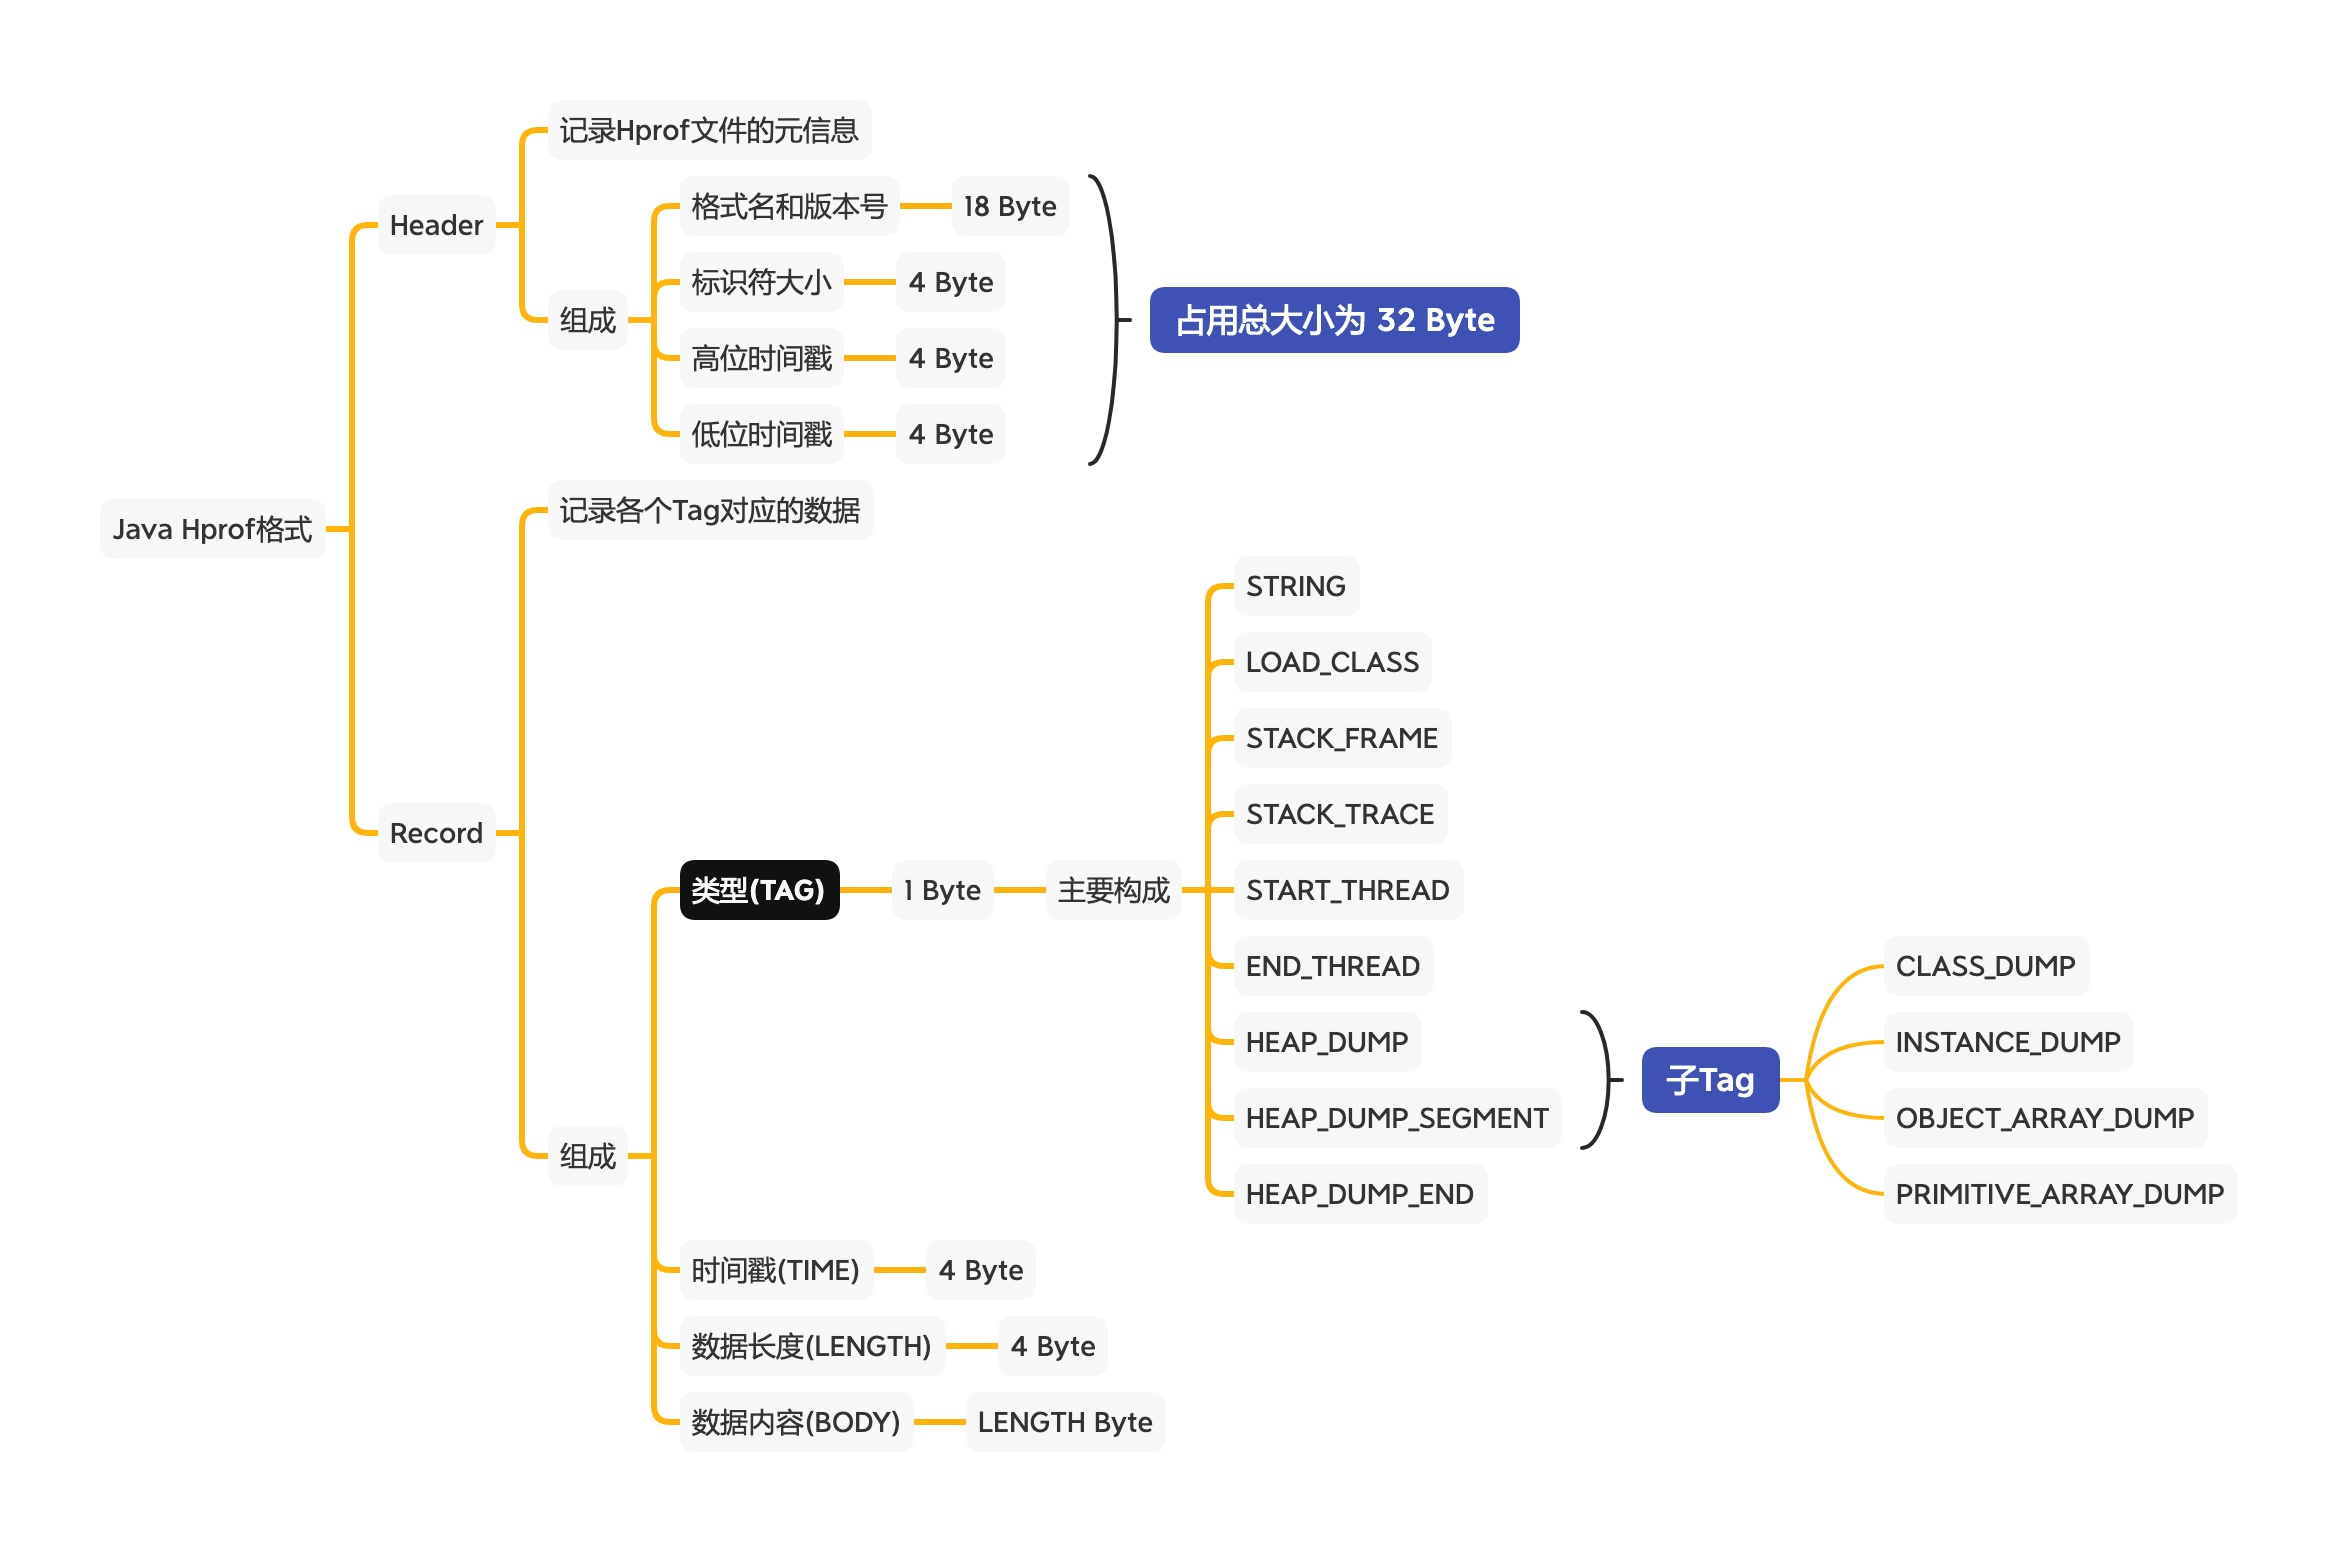 记录Hprof文件的元信息
格式名和版本号
18 Byte
Header
标识符大小
4 Byte
组成
占用总大小为 32 Byte
高位时间戳
4 Byte
低位时间戳
4 Byte
Java Hprof格式
记录各个Tag对应的数据
STRING
LOAD_CLASS
STACK_FRAME
STACK_TRACE
Record
类型(TAG)
1 Byte
主要构成
START_THREAD
END_THREAD
HEAP_DUMP
HEAP_DUMP_SEGMENT
HEAP_DUMP_END
子Tag
CLASS_DUMP
INSTANCE_DUMP
OBJECT_ARRAY_DUMP
PRIMITIVE_ARRAY_DUMP
组成
时间戳(TIME)
4 Byte
数据长度(LENGTH)
4 Byte
数据内容(BODY)
LENGTH Byte